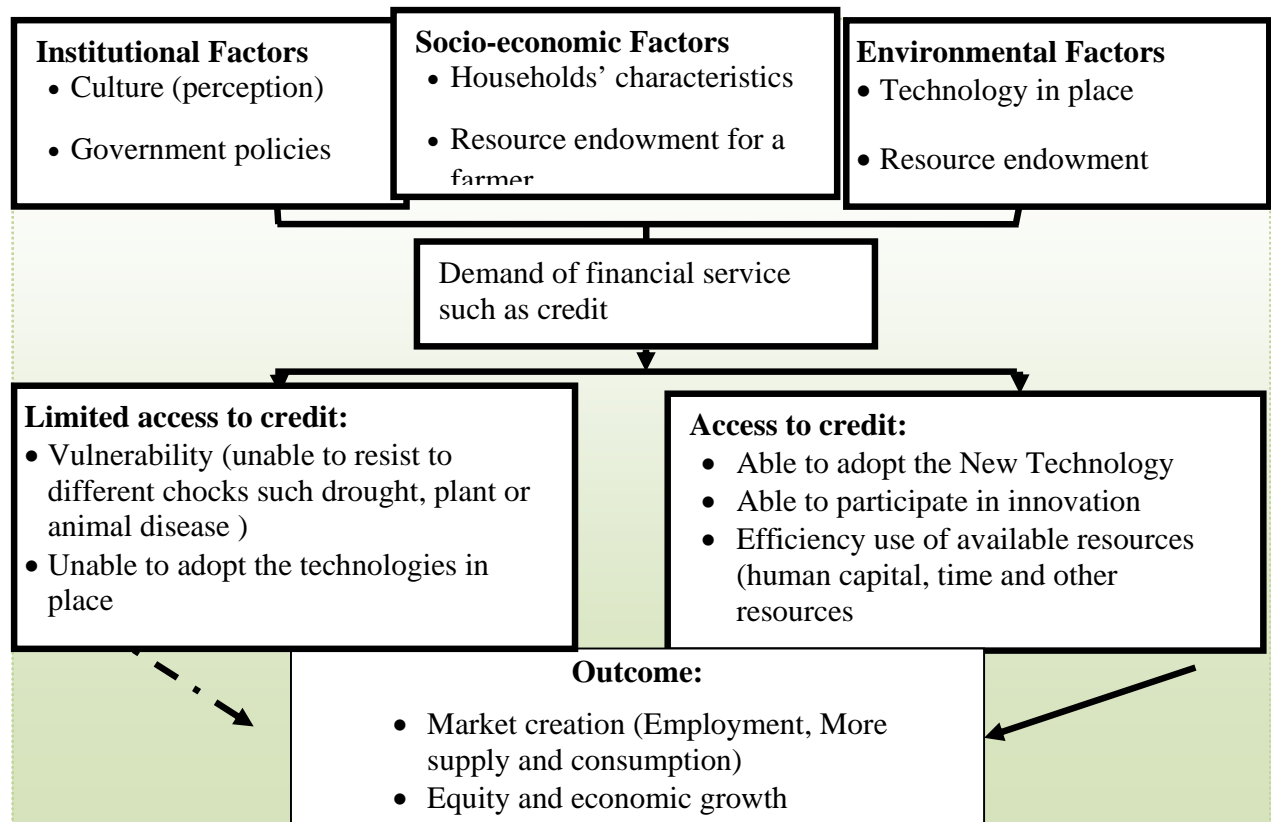 Institutional Factors
• Culture (perception)
• Government policies
Socio-economic Factors
• Households’ characteristics
• Resource endowment for a
farmer
Environmental Factors
• Technology in place
• Resource endowment
Demand of financial service
such as credit
Limited access to credit:
• Vulnerability (unable to resist to
different chocks such drought, plant or
animal disease )
• Unable to adopt the technologies in
place
Access to credit:
• Able to adopt the New Technology
• Able to participate in innovation
• Efficiency use of available resources
(human capital, time and other
resources
Outcome:
• Market creation (Employment, More
supply and consumption)
• Equity and economic growth